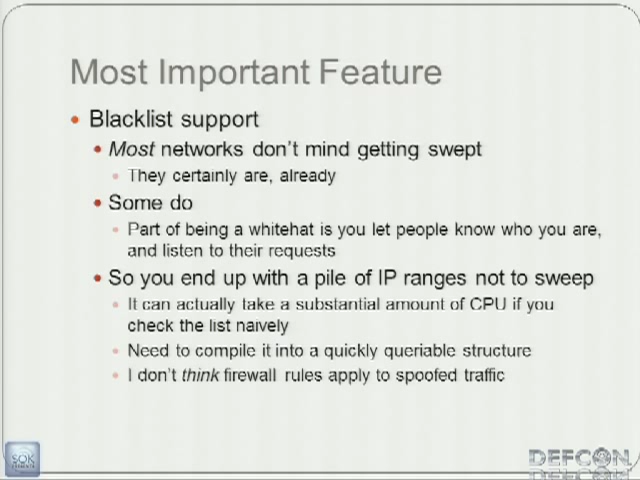 Most Important Feature
Blacklist support
Most networks don't mind getting swept
They certainly are, already
Some do
Part of being a whitehat is you let people know who you are,
and listen to their requests
So you end up with a pile of IP ranges not to sweep
It can actually take a substantial amount of CPU if you
check the list naively
Need to compile it into a quickly queriable structure
I don't think firewall rules apply to spoofed traffic
SOK
DEFCON